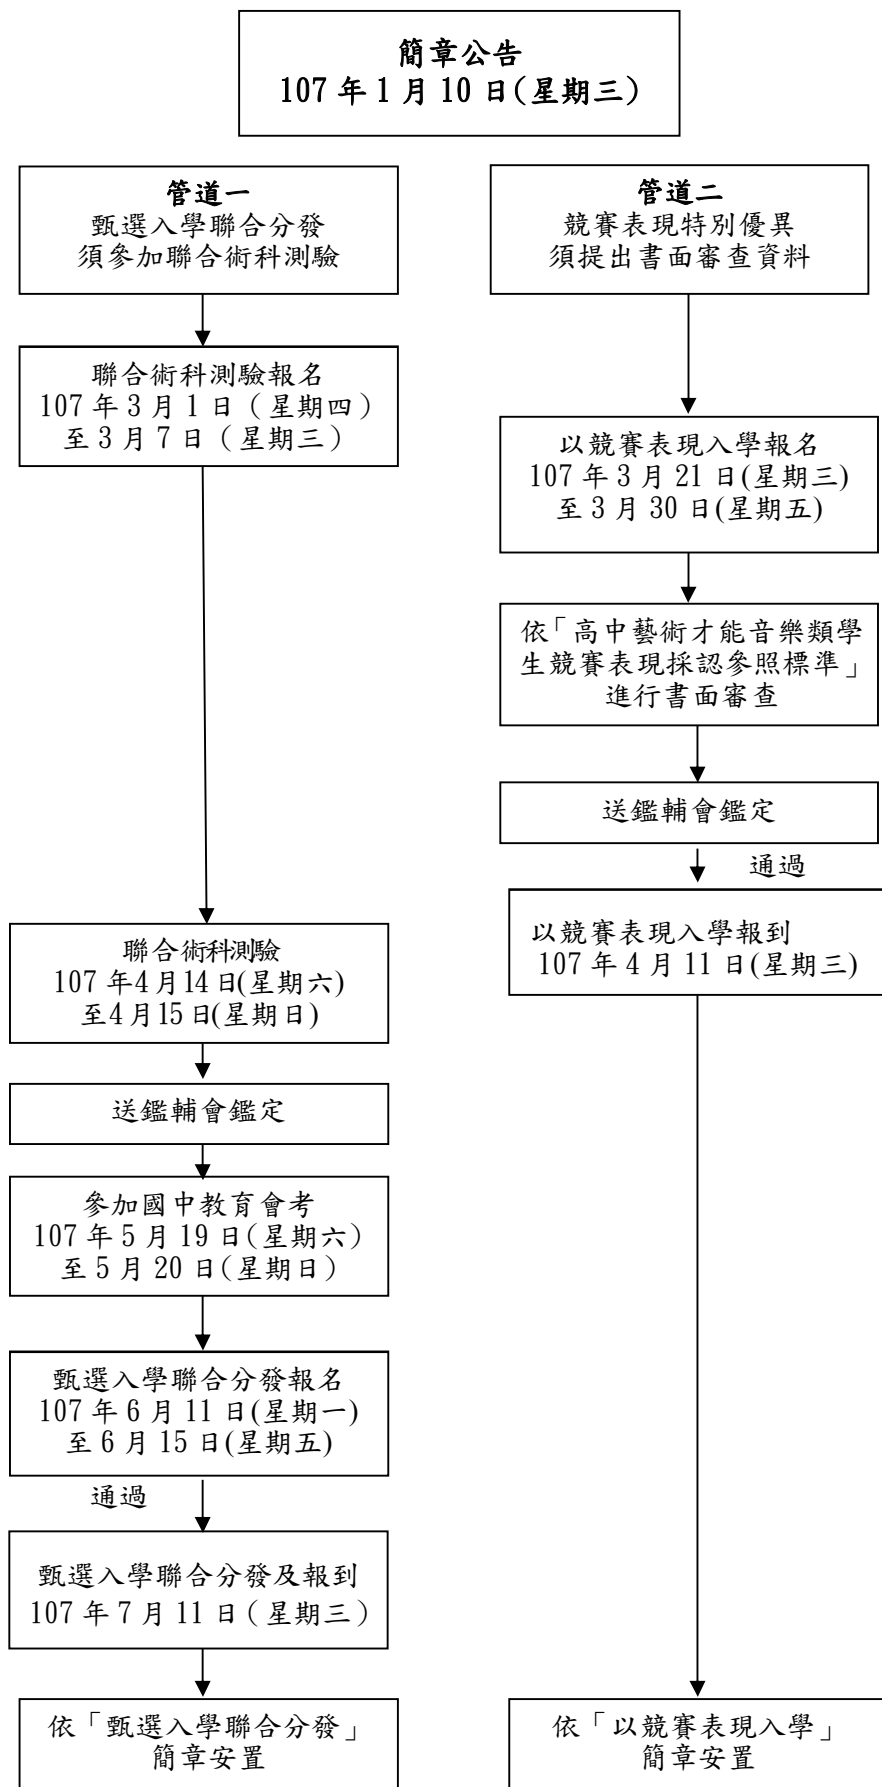 簡章公告
107 年 1 月 10 日(星期三)
管道一
甄選入學聯合分發
須參加聯合術科測驗
聯合術科測驗報名
107 年 3 月 1 日（星期四）
至 3 月 7 日（星期三）
聯合術科測驗
107 年4月14日(星期六)
至4月15日(星期日)
送鑑輔會鑑定
參加國中教育會考
107 年 5 月 19 日(星期六)
至 5 月 20 日(星期日)
甄選入學聯合分發報名
107 年 6 月 11 日(星期一)
至 6 月 15 日(星期五)
通過
甄選入學聯合分發及報到
107 年 7 月 11 日（星期三）
依「甄選入學聯合分發」
簡章安置
管道二
競賽表現特別優異
須提出書面審查資料
以競賽表現入學報名
107 年 3 月 21 日(星期三)
至 3 月 30 日(星期五)
依「高中藝術才能音樂類學
生競賽表現採認參照標準」
進行書面審查
送鑑輔會鑑定
通過
以競賽表現入學報到
107 年 4 月 11 日(星期三)
依「以競賽表現入學」
簡章安置